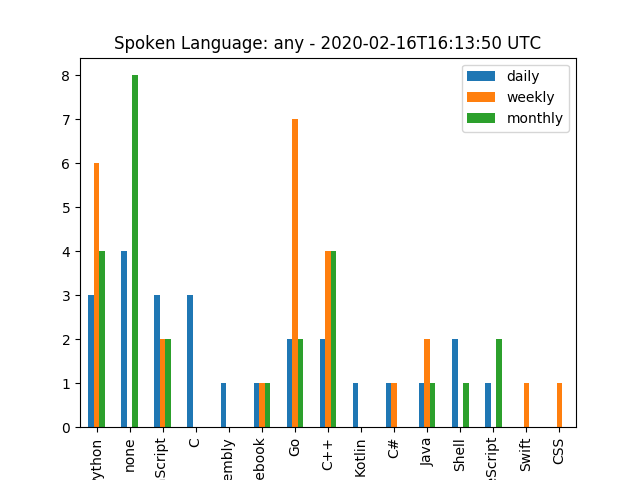 Spoken Language: any - 2020-02-16T16:13:50 UTC
daily
weekly
monthly
8
7
6
5
4
3
2
1
0
ython
none
Script
C
embly
ebook
Go
C++
Kotlin
C#
Java
Shell
eScript
Swift
CSS